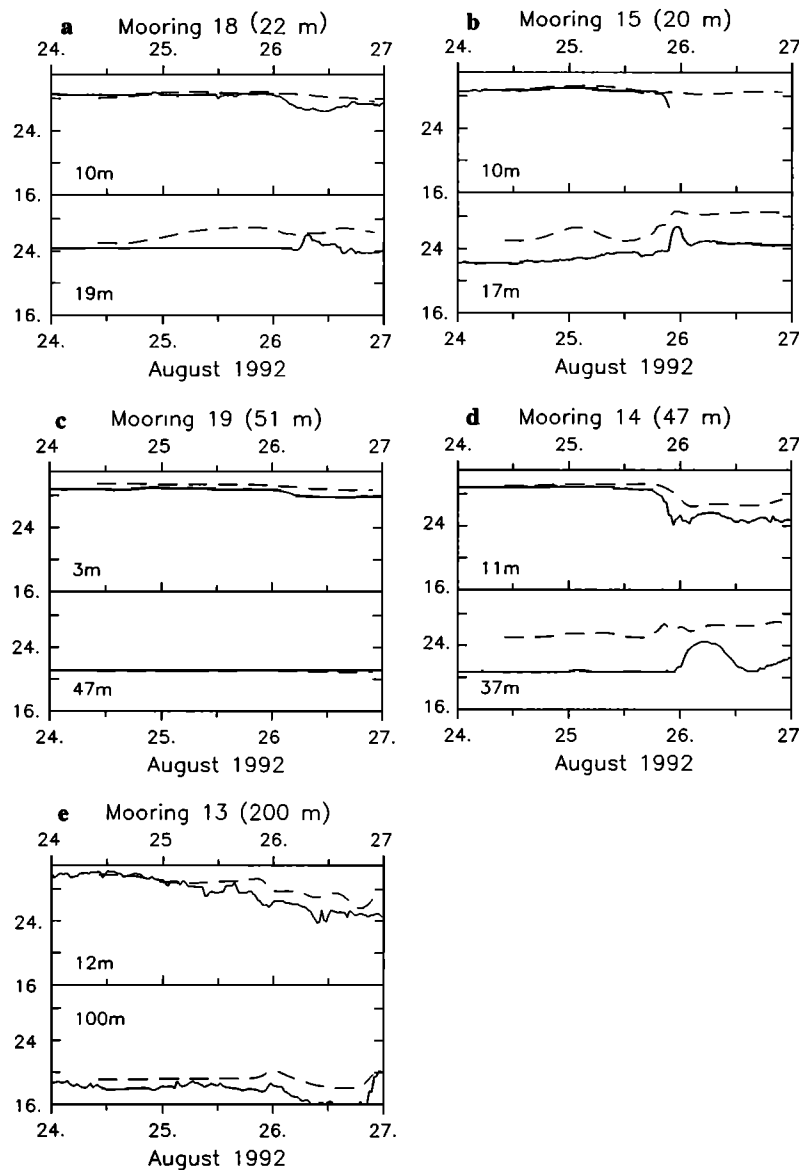 a Mooring 18 (22 m)
24. 25 26. 27
24.
10m
16.
24.
19m
16.
24. 25. 26. 27
August 1992
b Mooring 15 (20 m)
24. 25. 26. 27
24
10m
16.
24
17m
16.
24. 25. 26 27
August 1992
c Mooring 19 (51 m)
24 25 26 27
24
3m
16.
24.
47m
16.
24. 25. 26. 27.
August 1992
d Mooring 14 (47 m)
24 25. 26. 27
24
11m
16.
24.
37m
16.
24. 25. 26. 27.
August 1992
e Mooring 13 (200 m)
24 25 26. 27
24.
12m
16
100m
24
16.
24. 25. 26. 27.
August 1992